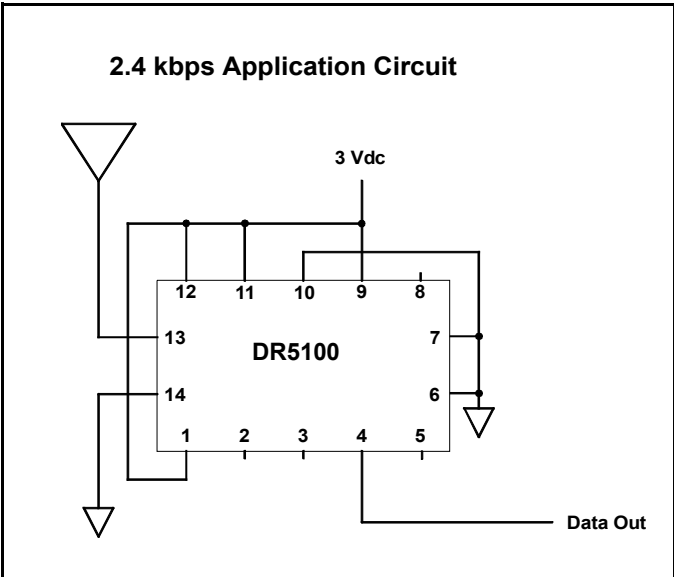 2.4 kbps Application Circuit
3 Vdc
12 11 10 9 8
13 7
DR5100
14 6
1 2 3 4 5
Data Out